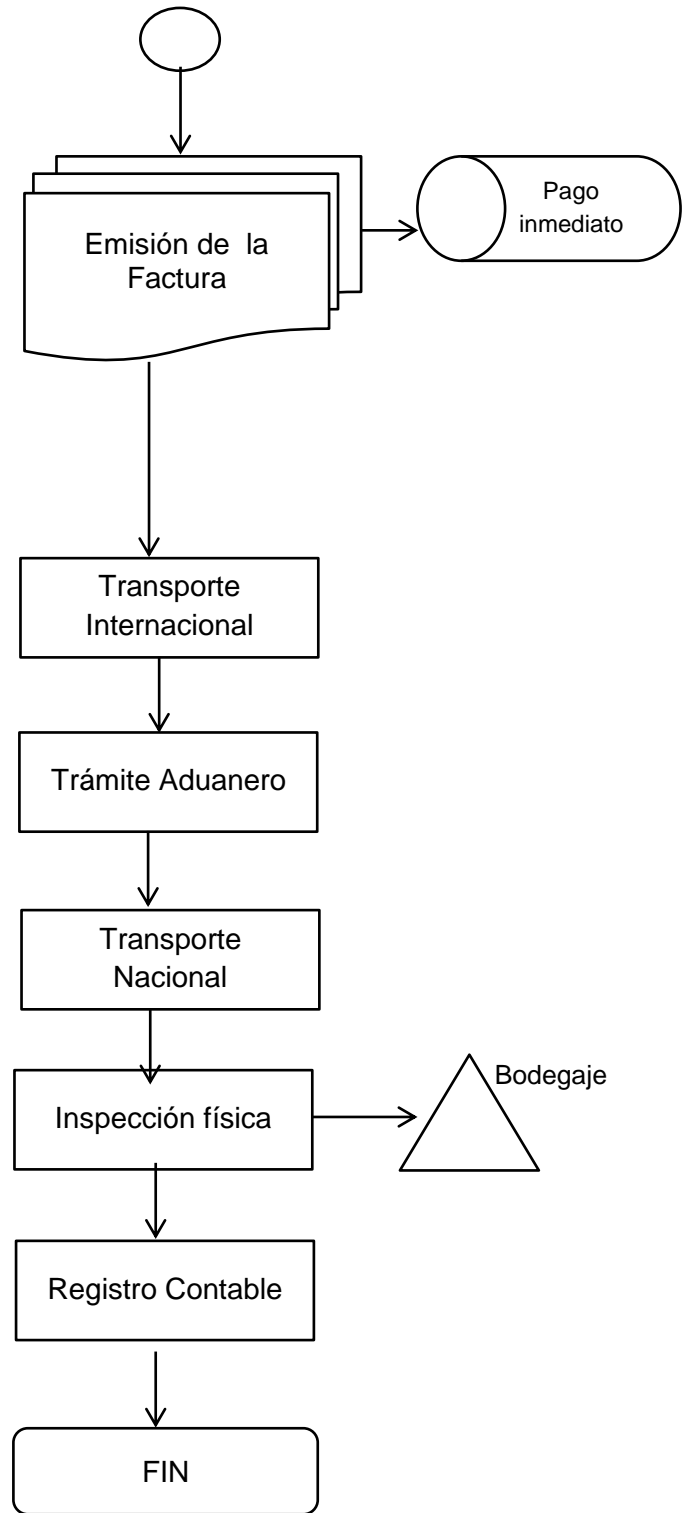 Emisión de la
Factura
Pago
inmediato
Transporte
Internacional
Trámite Aduanero
Transporte
Nacional
Inspección física
Bodegaje
Registro Contable
FIN